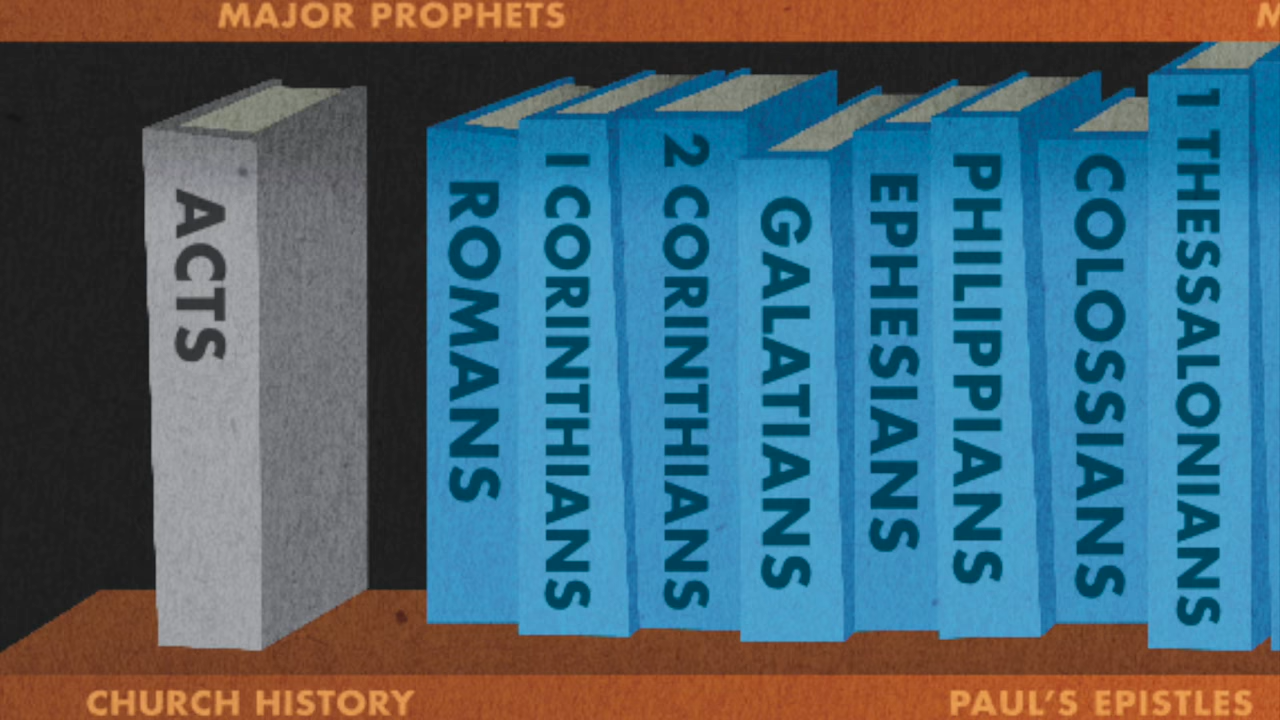 MAJOR PROPHETS
ACTS
ROMANS
1 CORINTHIANS
2 CORINTHIANS
GALATIANS
EPHESIANS
PHILIPPIANS
COLOSSIANS
1 THESSALONIANS
CHURCH HISTORY
PAUL'S EPISTLES